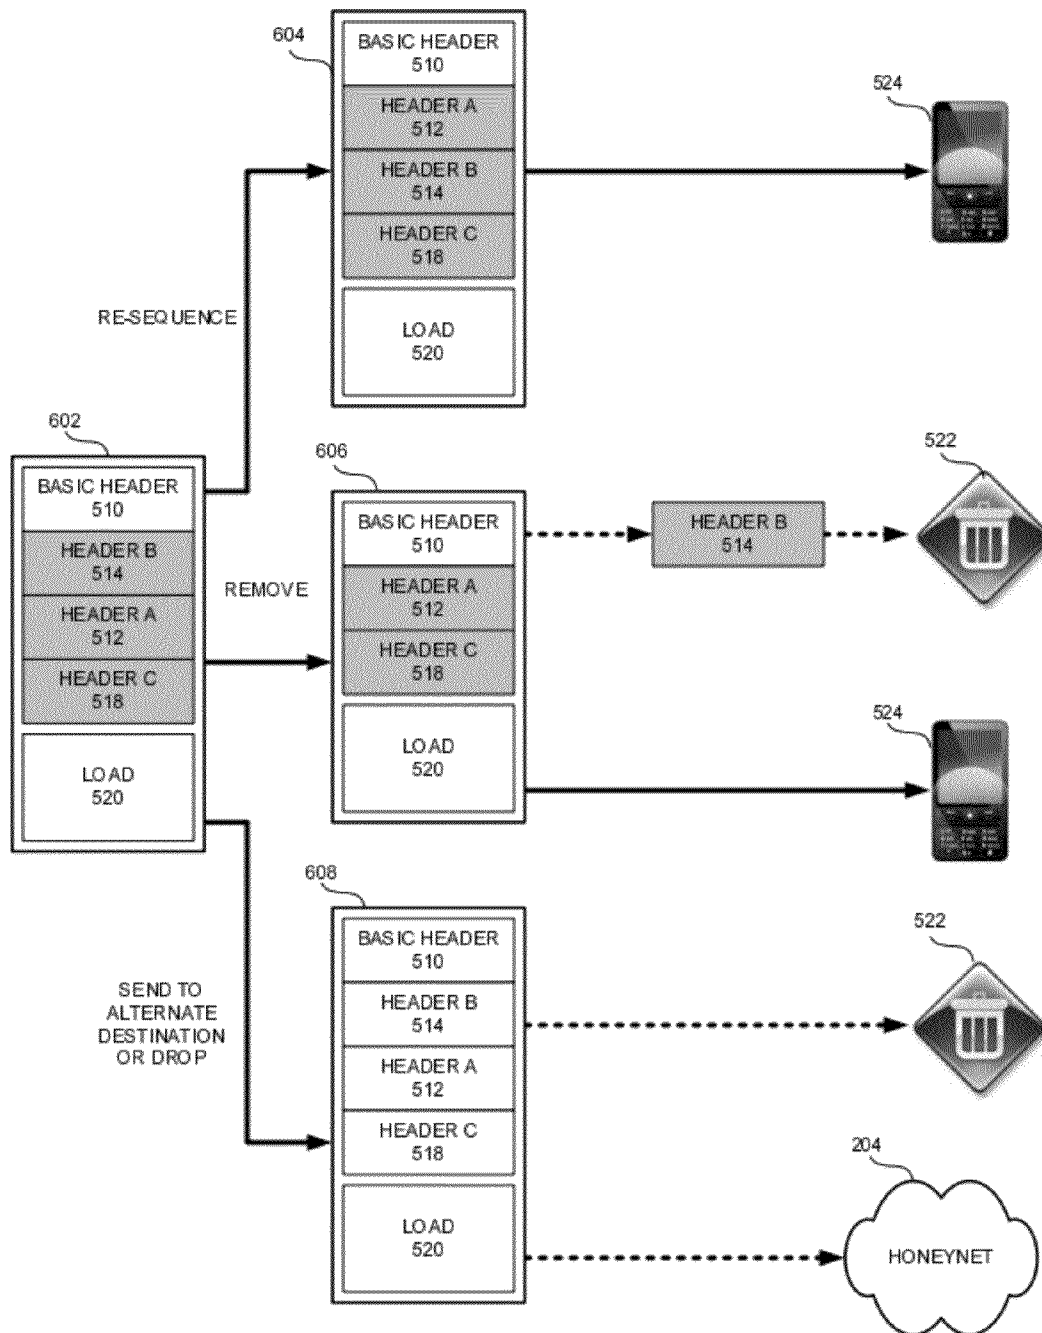 604
BASIC HEADER
510
HEADER A
512
HEADER B
514
HEADER C
518
LOAD
520
524
RE-SEQUENCE
602
BASIC HEADER
510
HEADER B
514
HEADER A
512
HEADER C
518
LOAD
520
REMOVE
606
BASIC HEADER
510
HEADER A
512
HEADER C
518
LOAD
520
HEADER B
514
522
524
SEND TO
ALTERNATE
DESTINATION
OR DROP
608
BASIC HEADER
510
HEADER B
514
HEADER A
512
HEADER C
518
LOAD
520
522
204
HONEYNET